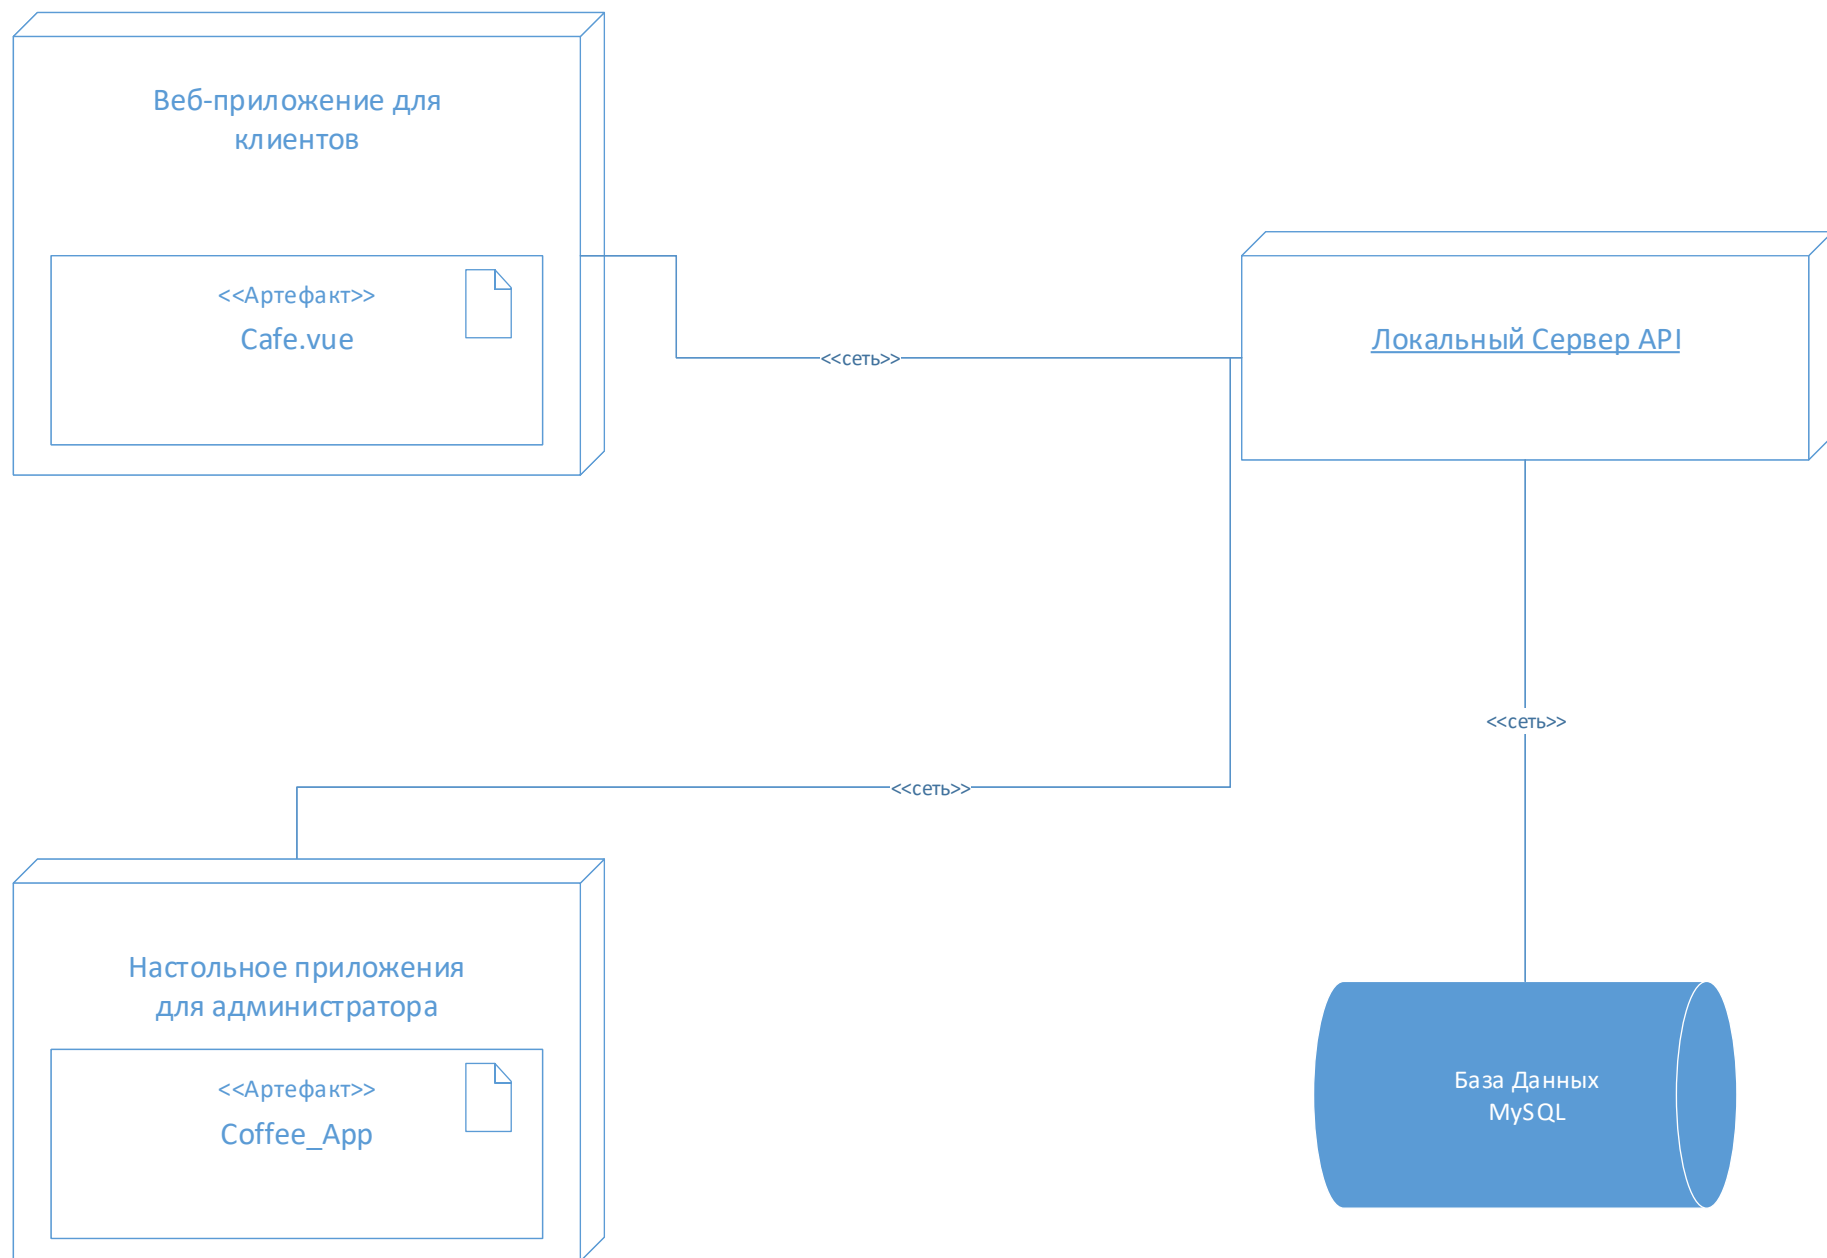 Веб-приложение для
клиентов
<<Артефакт>>
Cafe.vue
<<сеть>>
Локальный Сервер API
<<сеть>>
<<сеть>>
Настольное приложения
для администратора
<<Артефакт>>
Coffee_App
База Данных
MySQL